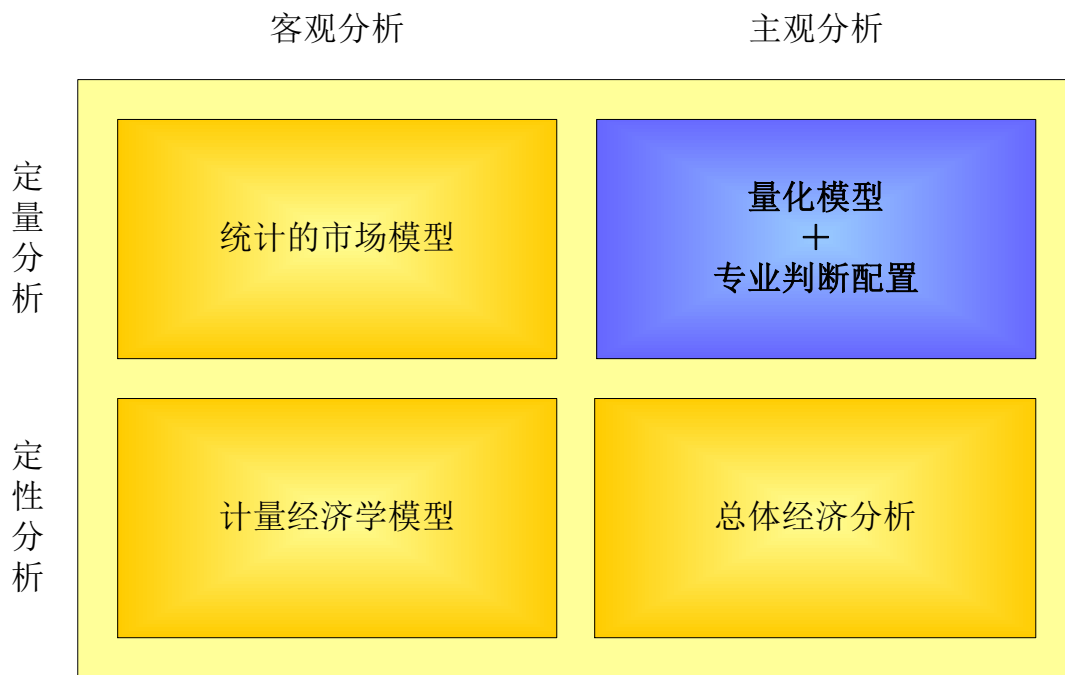 客观分析
主观分析
定量分析
统计的市场模型
量化模型
＋
专业判断配置
定性分析
计量经济学模型
总体经济分析